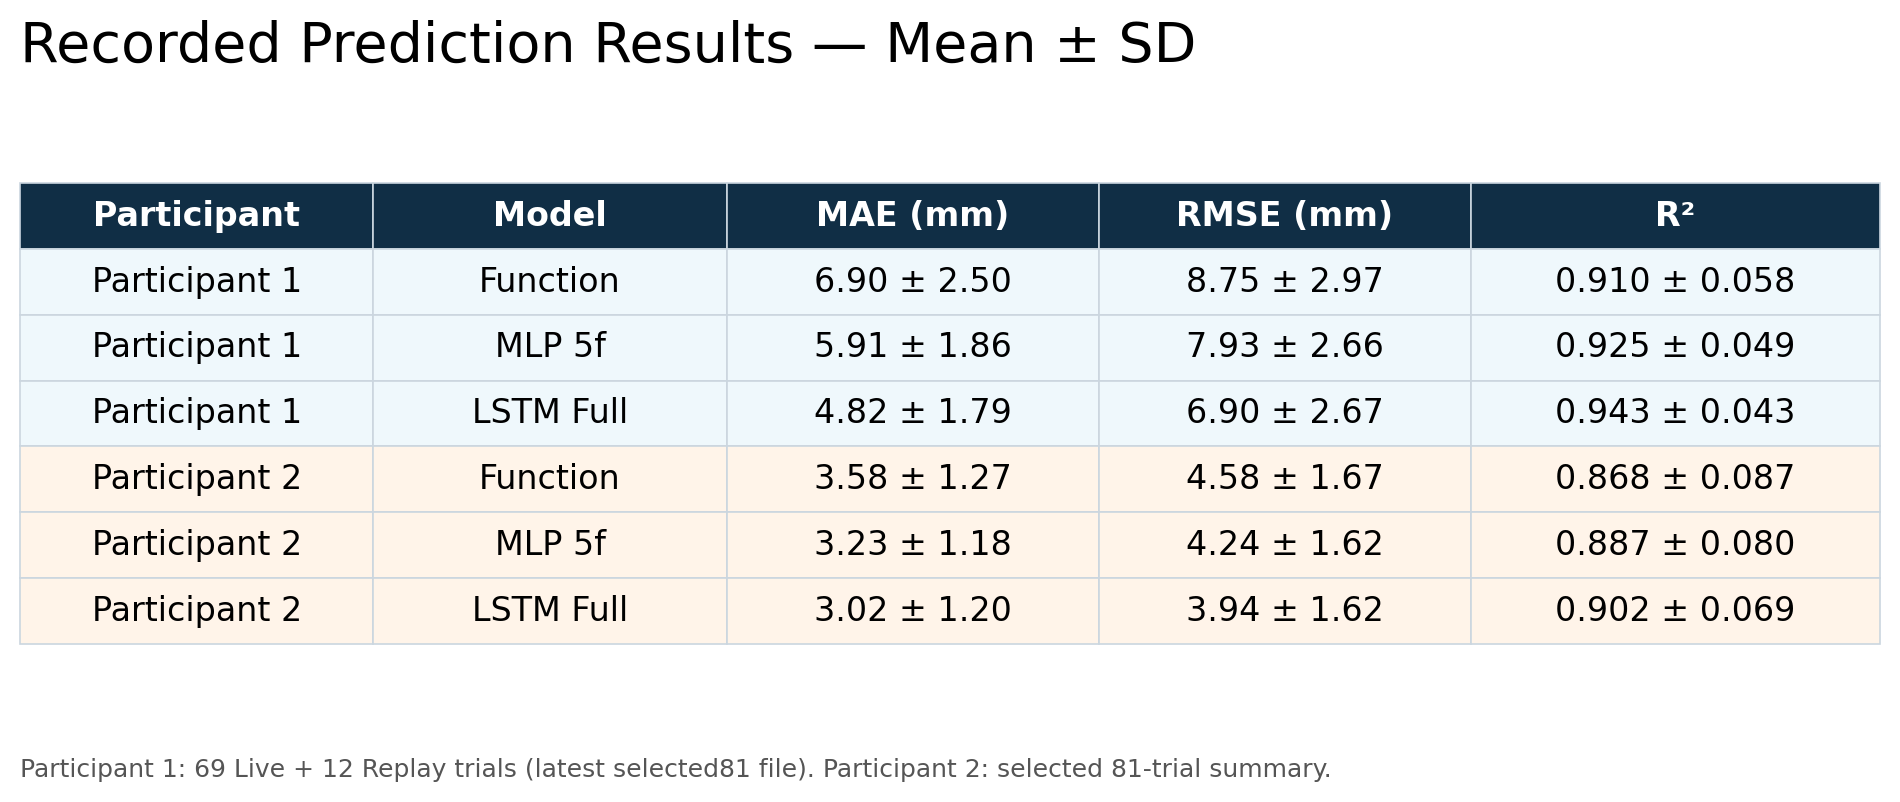 Recorded Prediction Results — Mean ± SD
Participant Model MAE (mm) RMSE (mm) R²
Participant 1 Function 6.90 ± 2.50 8.75 ± 2.97 0.910 ± 0.058
Participant 1 MLP 5f 5.91 ± 1.86 7.93 ± 2.66 0.925 ± 0.049
Participant 1 LSTM Full 4.82 ± 1.79 6.90 ± 2.67 0.943 ± 0.043
Participant 2 Function 3.58 ± 1.27 4.58 ± 1.67 0.868 ± 0.087
Participant 2 MLP 5f 3.23 ± 1.18 4.24 ± 1.62 0.887 ± 0.080
Participant 2 LSTM Full 3.02 ± 1.20 3.94 ± 1.62 0.902 ± 0.069
Participant 1: 69 Live + 12 Replay trials (latest selected81 file). Participant 2: selected 81-trial summary.